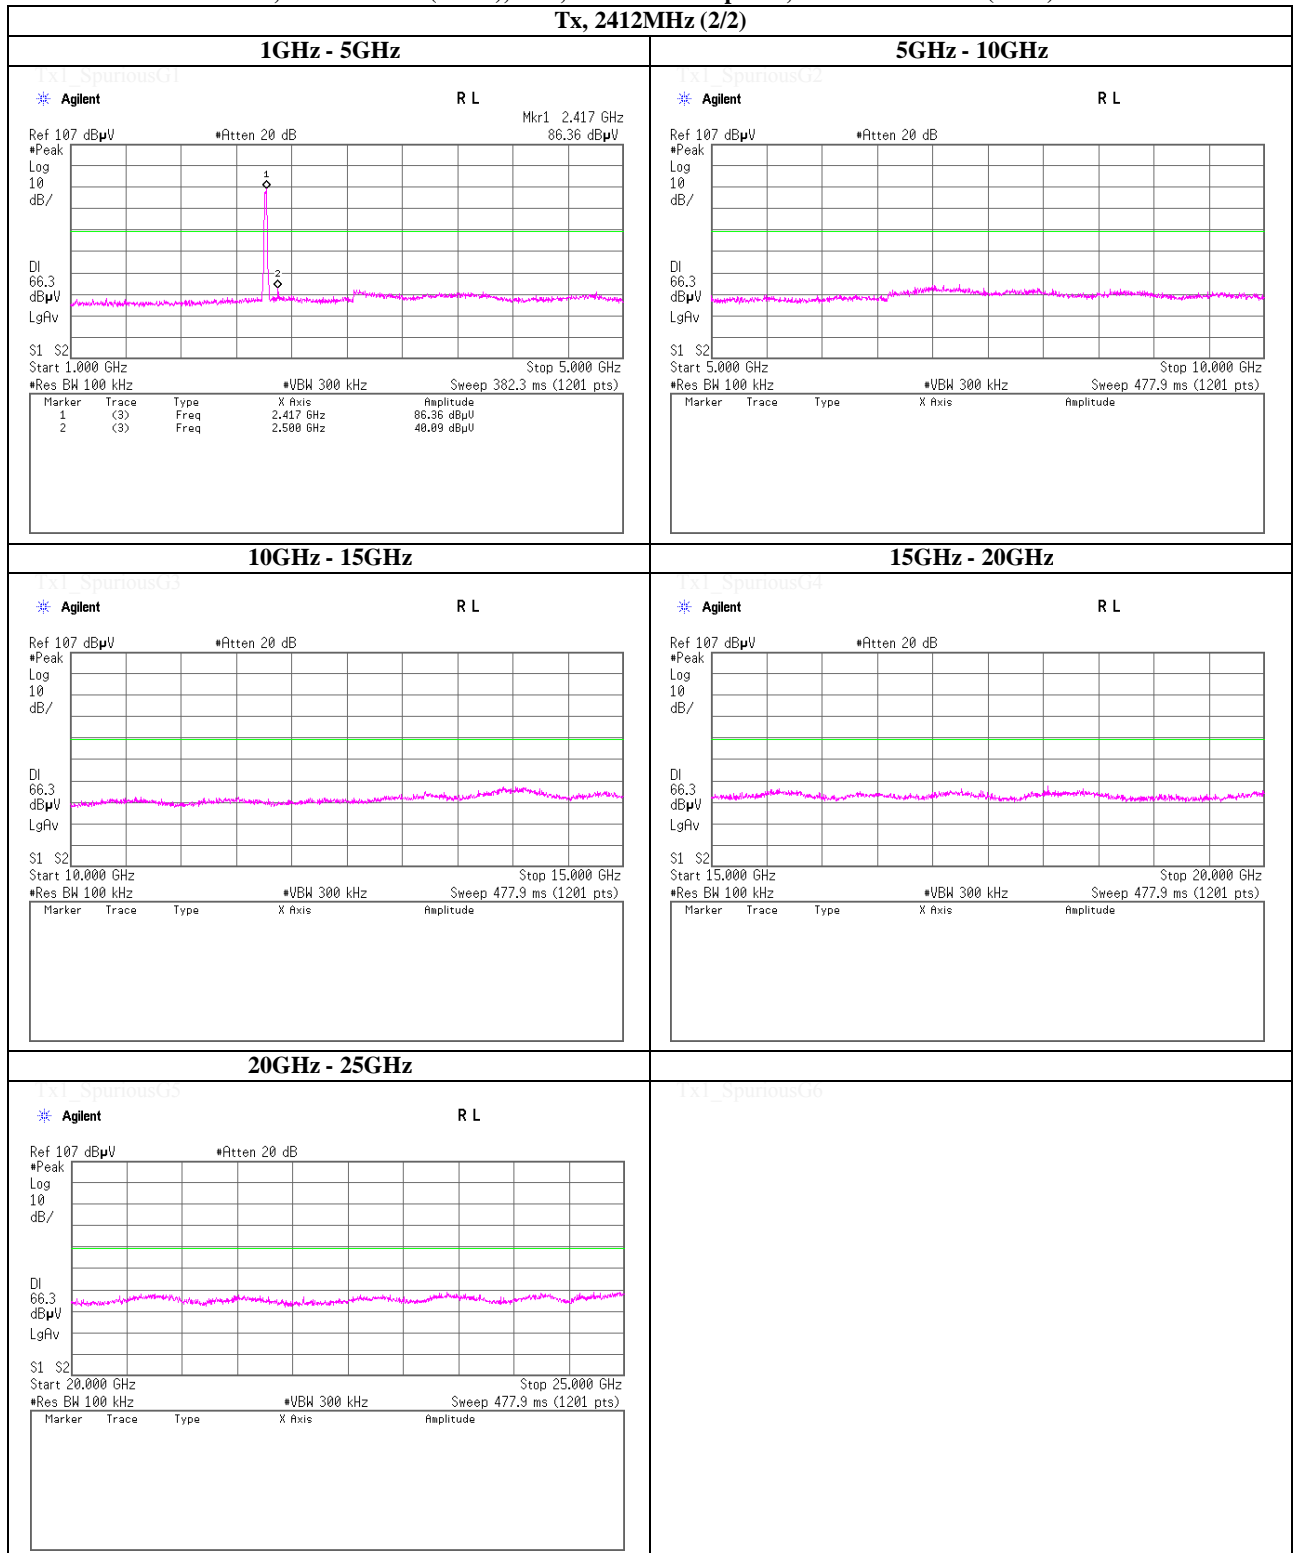 Tx, 2412MHz (2/2)
1GHz - 5GHz
Tx1_SpuriousG1
Agilent R L
Mkr1 2.417 GHz
Ref 107 dBµV #Atten 20 dB 86.36 dBµV
#Peak
Log
10
dB/
1
2
DI
66.3
dBµV
LgAv
S1 S2
Start 1.000 GHz Stop 5.000 GHz
#Res BW 100 kHz #VBW 300 kHz Sweep 382.3 ms (1201 pts)
Marker Trace Type X Axis Amplitude
1 (3) Freq 2.417 GHz 86.36 dBµV
2 (3) Freq 2.500 GHz 40.09 dBµV
5GHz - 10GHz
Tx1_SpuriousG2
Agilent R L
Ref 107 dBµV #Atten 20 dB
#Peak
Log
10
dB/
DI
66.3
dBµV
LgAv
S1 S2
Start 5.000 GHz Stop 10.000 GHz
#Res BW 100 kHz #VBW 300 kHz Sweep 477.9 ms (1201 pts)
Marker Trace Type X Axis Amplitude
10GHz - 15GHz
Tx1_SpuriousG3
Agilent R L
Ref 107 dBµV #Atten 20 dB
#Peak
Log
10
dB/
DI
66.3
dBµV
LgAv
S1 S2
Start 10.000 GHz Stop 15.000 GHz
#Res BW 100 kHz #VBW 300 kHz Sweep 477.9 ms (1201 pts)
Marker Trace Type X Axis Amplitude
15GHz - 20GHz
Tx1_SpuriousG4
Agilent R L
Ref 107 dBµV #Atten 20 dB
#Peak
Log
10
dB/
DI
66.3
dBµV
LgAv
S1 S2
Start 15.000 GHz Stop 20.000 GHz
#Res BW 100 kHz #VBW 300 kHz Sweep 477.9 ms (1201 pts)
Marker Trace Type X Axis Amplitude
20GHz - 25GHz
Tx1_SpuriousG5
Agilent R L
Ref 107 dBµV #Atten 20 dB
#Peak
Log
10
dB/
DI
66.3
dBµV
LgAv
S1 S2
Start 20.000 GHz Stop 25.000 GHz
#Res BW 100 kHz #VBW 300 kHz Sweep 477.9 ms (1201 pts)
Marker Trace Type X Axis Amplitude
Tx1_SpuriousG6